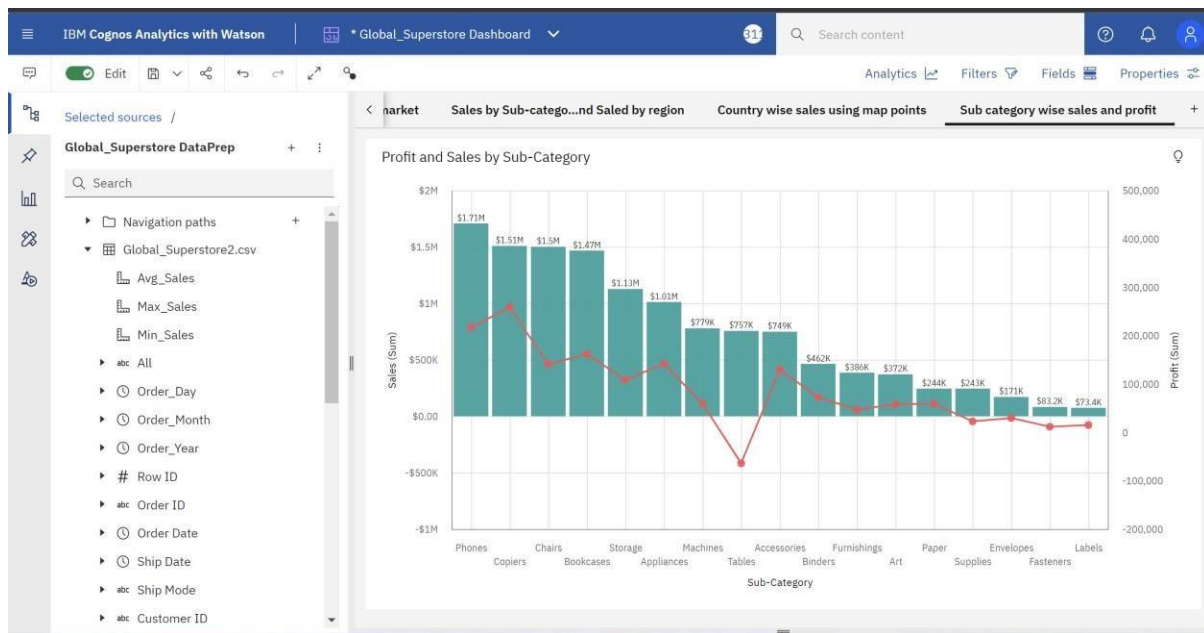 IBM Cognos Analytics with Watson
* Global_Superstore Dashboard
Search content
Edit
Analytics
Filters
Fields
Properties
Selected sources /
Global_Superstore DataPrep
Search
Navigation paths
Global_Superstore2.csv
Avg_Sales
Max_Sales
Min_Sales
abc All
Order_Day
Order_Month
Order_Year
# Row ID
abc Order ID
Order Date
Ship Date
abc Ship Mode
abc Customer ID
Sales by Sub-catego...nd Saled by region
Country wise sales using map points
Sub category wise sales and profit
Profit and Sales by Sub-Category
$2M
$1.5M
$1M
$500K
$0.00
-$500K
-$1M
Sales (Sum)
$1.71M
$1.51M
$1.5M
$1.47M
$1.13M
$1.01M
$779K
$757K
$749K
$462K
$386K
$372K
$244K
$243K
$171K
$83.2K
$73.4K
500,000
400,000
300,000
200,000
100,000
0
-100,000
-200,000
Profit (Sum)
Phones
Copiers
Chairs
Bookcases
Storage
Appliances
Machines
Tables
Accessories
Binders
Furnishings
Art
Paper
Supplies
Envelopes
Fasteners
Labels
Sub-Category